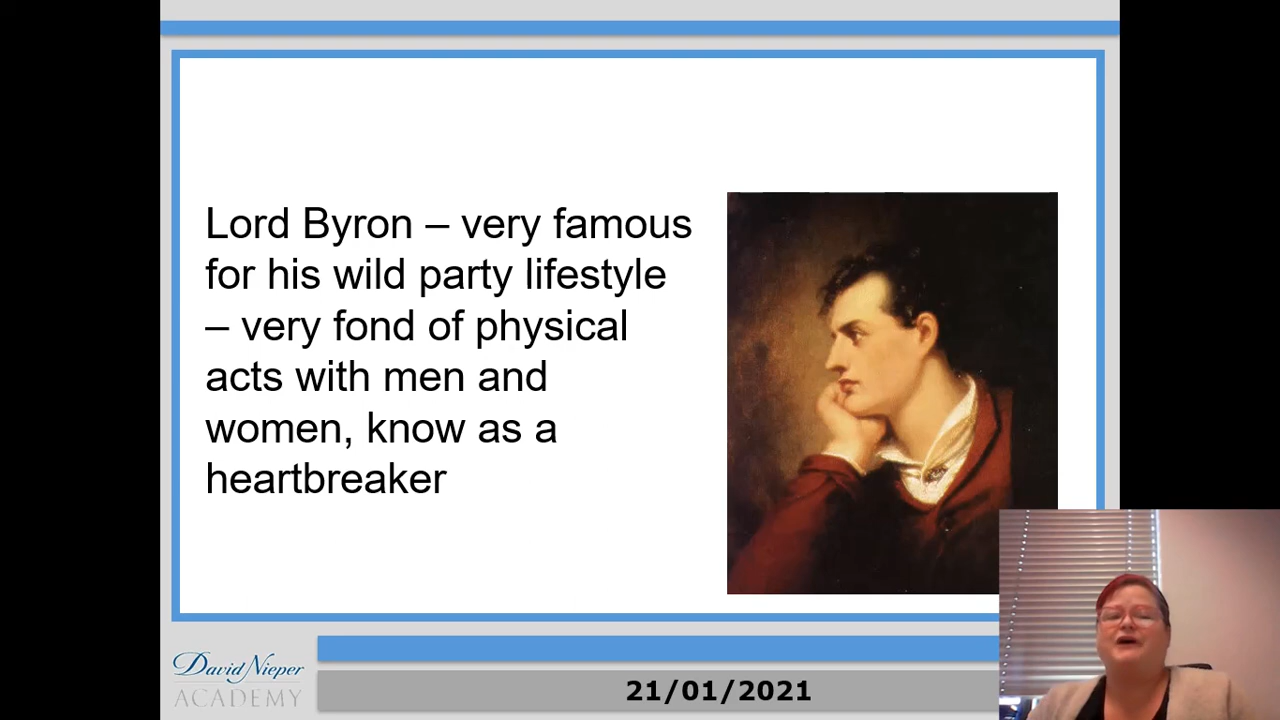 Lord Byron – very famous
for his wild party lifestyle
– very fond of physical
acts with men and
women, know as a
heartbreaker
David Nieper
ACADEMY
21/01/2021